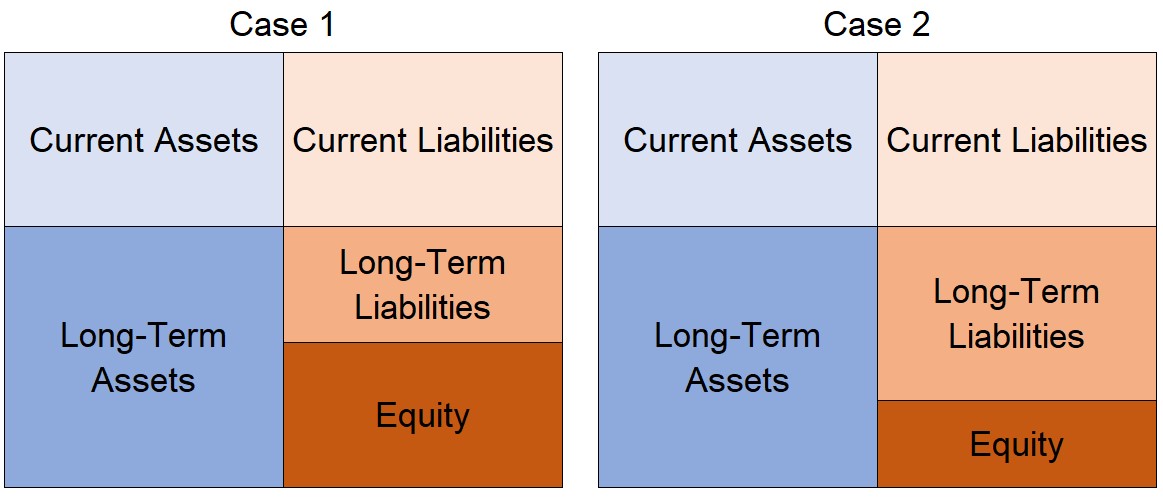 Case 1
Current Assets
Current Liabilities
Long-Term
Liabilities
Long-Term
Assets
Equity
Case 2
Current Assets
Current Liabilities
Long-Term
Liabilities
Long-Term
Assets
Equity